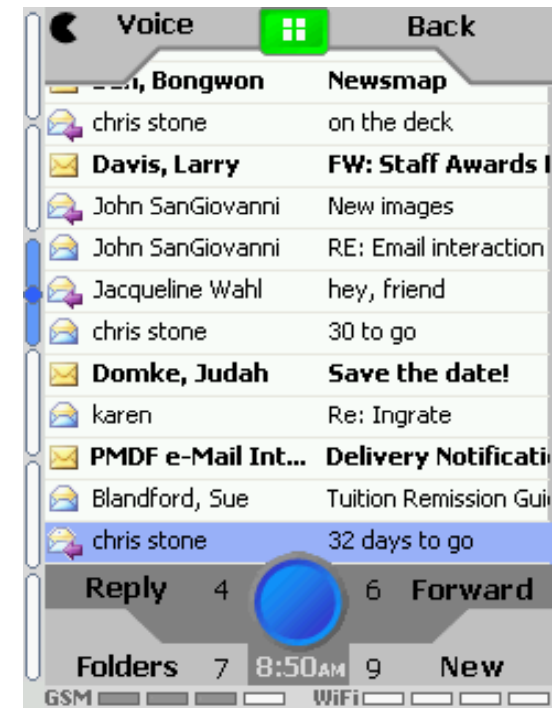 Voice Back
Bongwon Newsmap
chris stone on the deck
Davis, Larry FW: Staff Awards
John SanGiovanni New images
John SanGiovanni RE: Email interaction
Jacqueline Wahl hey, friend
chris stone 30 to go
Domke, Judah Save the date!
karen Re: Ingrate
PMDF e-Mail Int... Delivery
Blandford, Sue Tuition Remission
chris stone 32 days to go
Reply 4 6 Forward
Folders 7 8:50AM 9 New
GSM WiFi